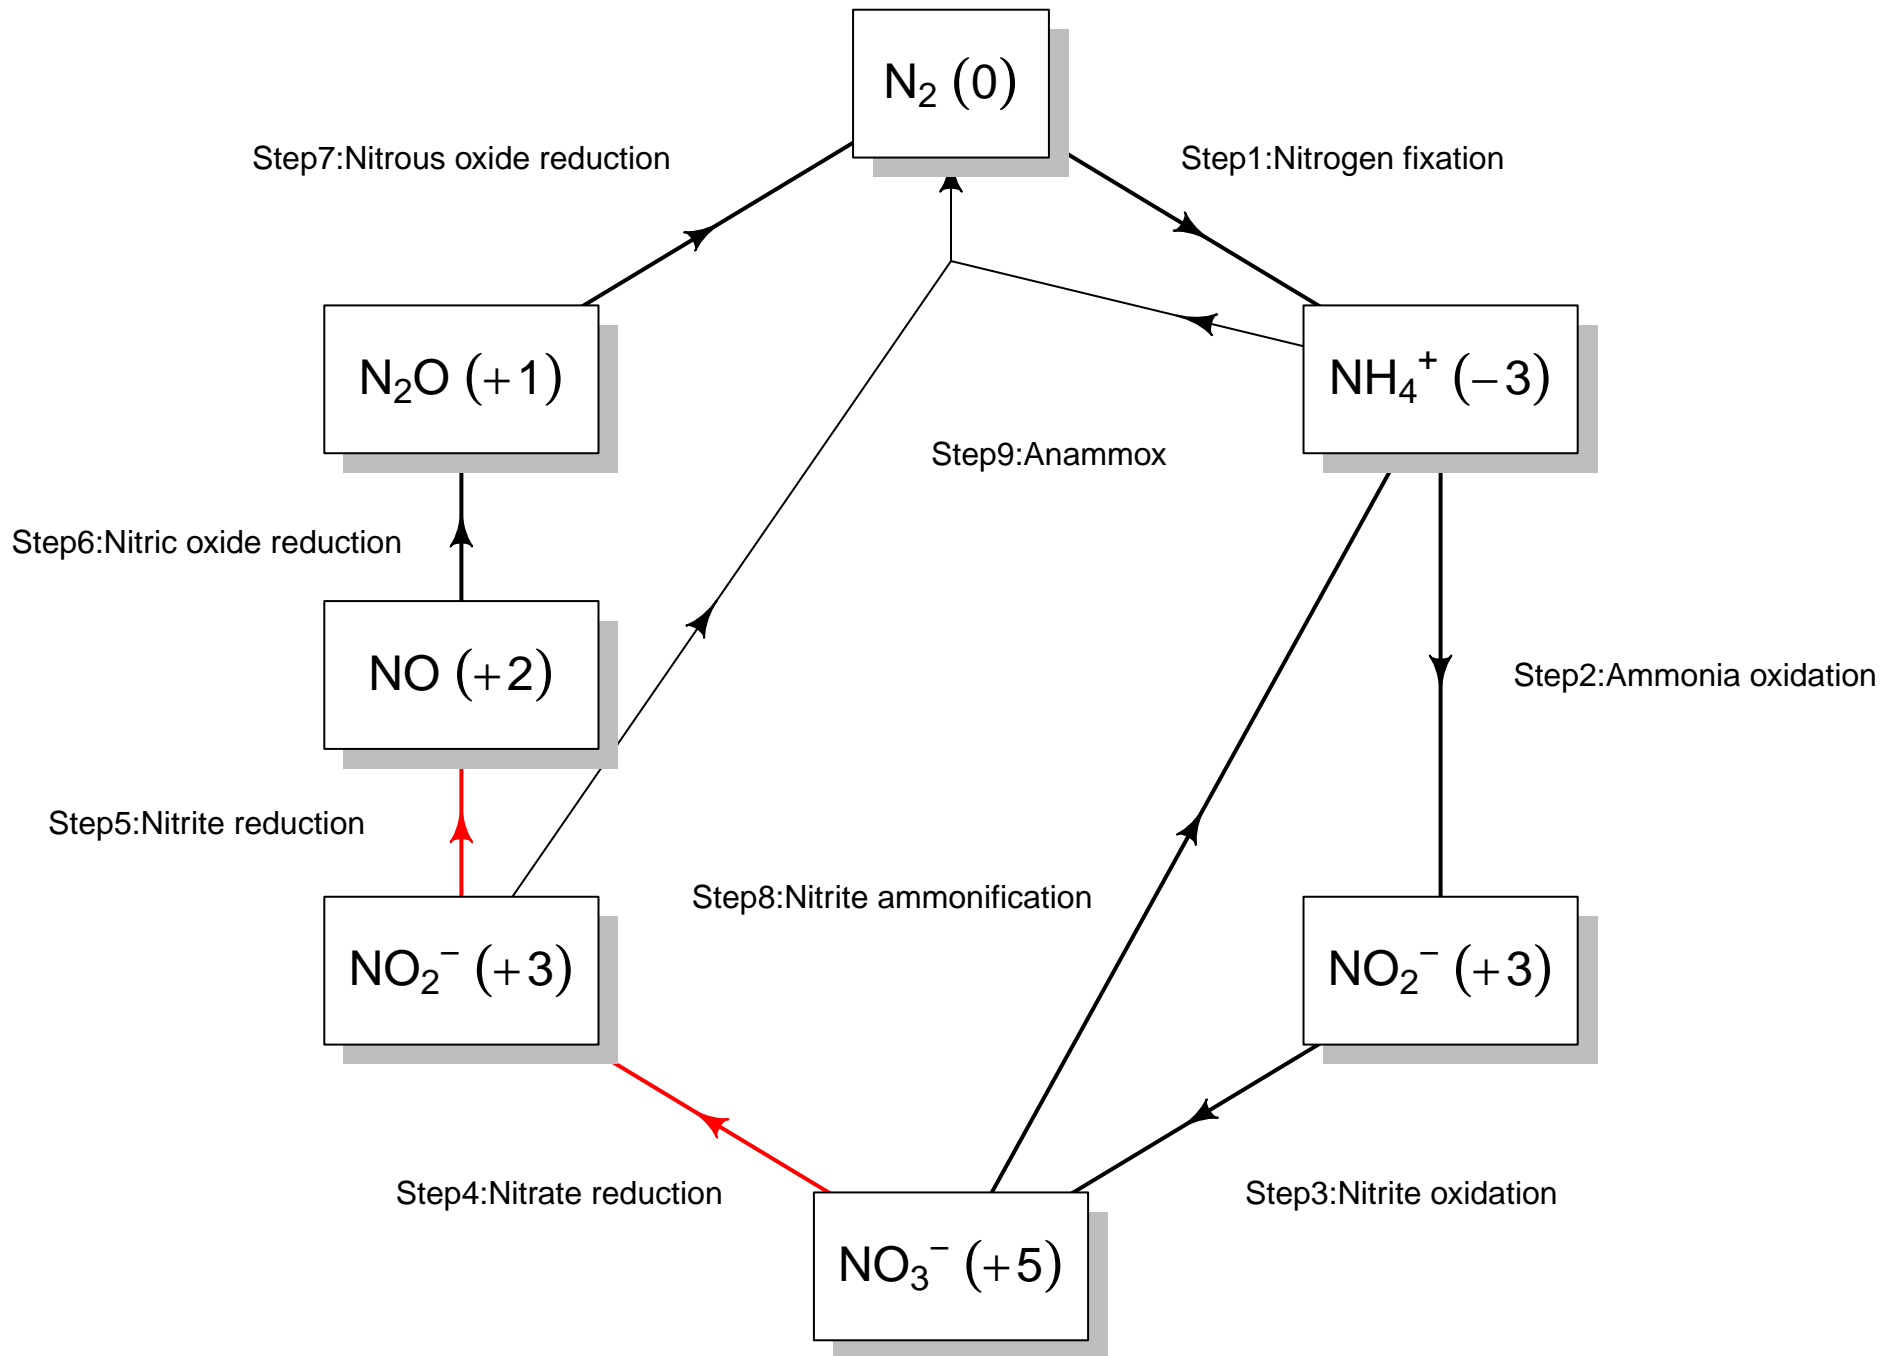 N₂ (0)
Step7:Nitrous oxide reduction
Step1:Nitrogen fixation
N₂O (+1)
NH₄⁺ (−3)
Step9:Anammox
Step6:Nitric oxide reduction
NO (+2)
Step2:Ammonia oxidation
Step5:Nitrite reduction
Step8:Nitrite ammonification
NO₂⁻ (+3)
NO₂⁻ (+3)
Step4:Nitrate reduction
Step3:Nitrite oxidation
NO₃⁻ (+5)